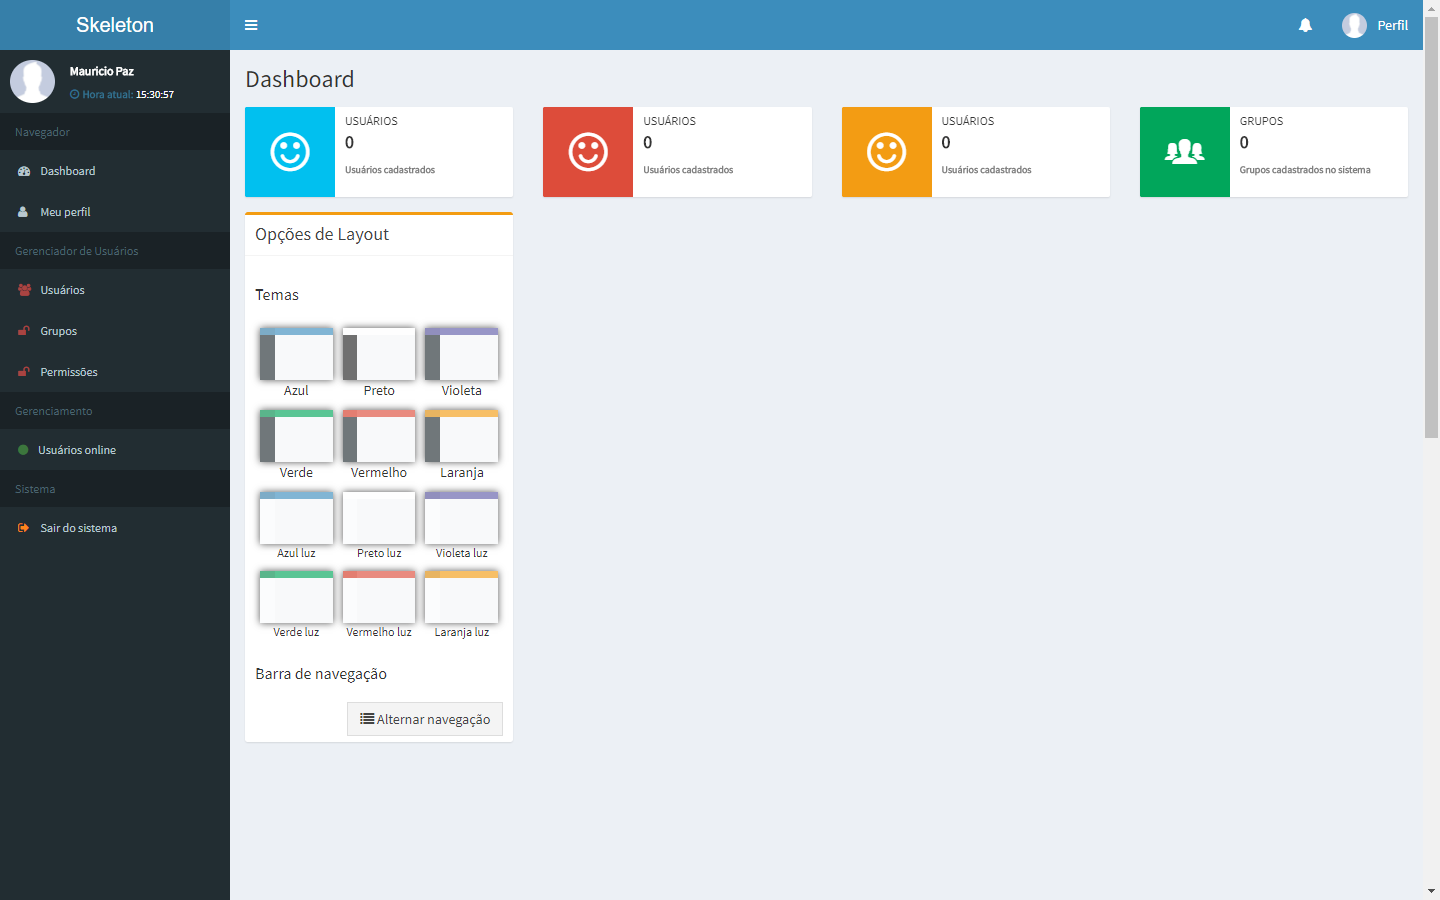 Skeleton
Perfil
Mauricio Paz
Hora atual: 15:30:57
Navegador
Dashboard
Meu perfil
Gerenciador de Usuários
Usuários
Grupos
Permissões
Gerenciamento
Usuários online
Sistema
Sair do sistema
Dashboard
USUÁRIOS
0
Usuários cadastrados
USUÁRIOS
0
Usuários cadastrados
USUÁRIOS
0
Usuários cadastrados
GRUPOS
0
Grupos cadastrados no sistema
Opções de Layout
Temas
Azul Preto Violeta
Verde Vermelho Laranja
Azul luz Preto luz Violeta luz
Verde luz Vermelho luz Laranja luz
Barra de navegação
Alternar navegação